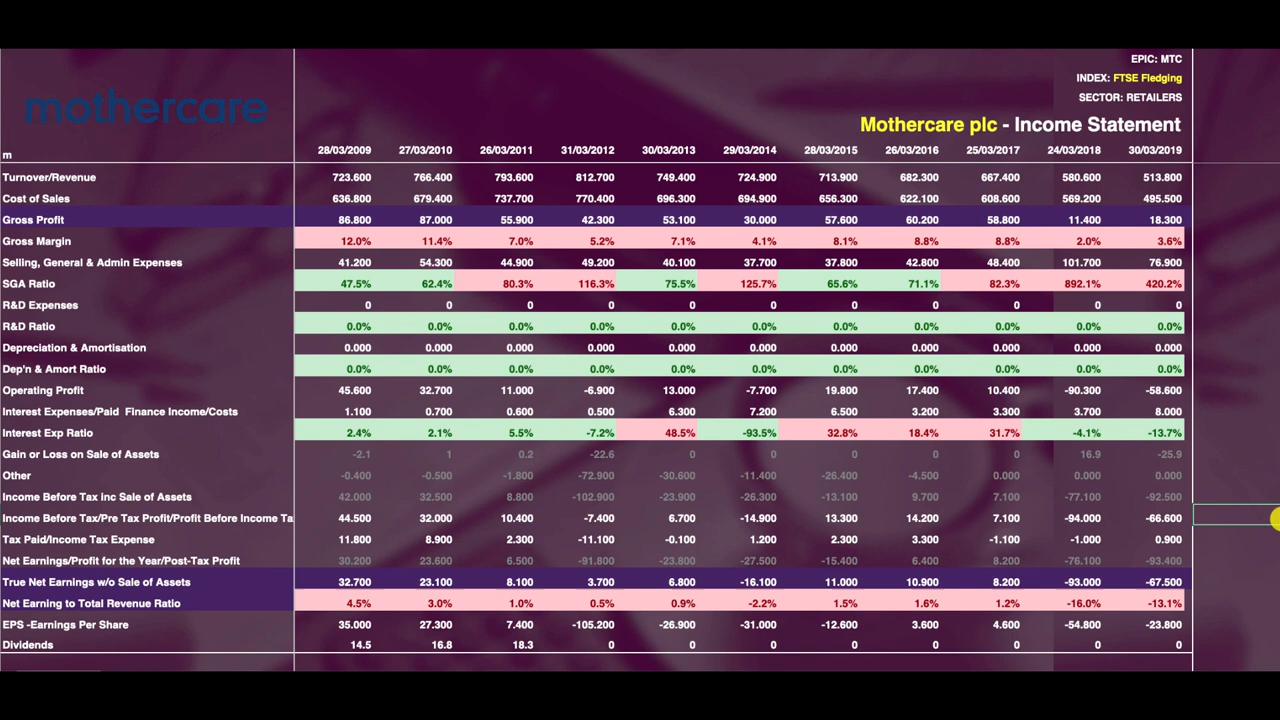 mothercare
EPIC: MTC
INDEX: FTSE Fledging
SECTOR: RETAILERS
Mothercare plc - Income Statement
m 28/03/2009 27/03/2010 26/03/2011 31/03/2012 30/03/2013 29/03/2014 28/03/2015 26/03/2016 25/03/2017 24/03/2018 30/03/2019
Turnover/Revenue 723.600 766.400 793.600 812.700 749.400 724.900 713.900 682.300 667.400 580.600 513.800
Cost of Sales 636.800 679.400 737.700 770.400 696.300 694.900 656.300 622.100 608.600 569.200 495.500
Gross Profit 86.800 87.000 55.900 42.300 53.100 30.000 57.600 60.200 58.800 11.400 18.300
Gross Margin 12.0% 11.4% 7.0% 5.2% 7.1% 4.1% 8.1% 8.8% 8.8% 2.0% 3.6%
Selling, General & Admin Expenses 41.200 54.300 44.900 49.200 40.100 37.700 37.800 42.800 48.400 101.700 76.900
SGA Ratio 47.5% 62.4% 80.3% 116.3% 75.5% 125.7% 65.6% 71.1% 82.3% 892.1% 420.2%
R&D Expenses 0 0 0 0 0 0 0 0 0 0 0
R&D Ratio 0.0% 0.0% 0.0% 0.0% 0.0% 0.0% 0.0% 0.0% 0.0% 0.0% 0.0%
Depreciation & Amortisation 0.000 0.000 0.000 0.000 0.000 0.000 0.000 0.000 0.000 0.000 0.000
Dep'n & Amort Ratio 0.0% 0.0% 0.0% 0.0% 0.0% 0.0% 0.0% 0.0% 0.0% 0.0% 0.0%
Operating Profit 45.600 32.700 11.000 -6.900 13.000 -7.700 19.800 17.400 10.400 -90.300 -58.600
Interest Expenses/Paid Finance Income/Costs 1.100 0.700 0.600 0.500 6.300 7.200 6.500 3.200 3.300 3.700 8.000
Interest Exp Ratio 2.4% 2.1% 5.5% -7.2% 48.5% -93.5% 32.8% 18.4% 31.7% -4.1% -13.7%
Gain or Loss on Sale of Assets -2.1 1 0.2 -22.6 0 0 0 0 0 16.9 -25.9
Other -0.400 -0.500 -1.800 -72.900 -30.600 -11.400 -26.400 -4.500 0.000 0.000 0.000
Income Before Tax inc Sale of Assets 42.000 32.500 8.800 -102.900 -23.900 -26.300 -13.100 9.700 7.100 -77.100 -92.500
Income Before Tax/Pre Tax Profit/Profit Before Income Ta 44.500 32.000 10.400 -7.400 6.700 -14.900 13.300 14.200 7.100 -94.000 -66.600
Tax Paid/Income Tax Expense 11.800 8.900 2.300 -11.100 -0.100 1.200 2.300 3.300 -1.100 -1.000 0.900
Net Earnings/Profit for the Year/Post-Tax Profit 30.200 23.600 6.500 -91.800 -23.800 -27.500 -15.400 6.400 8.200 -76.100 -93.400
True Net Earnings w/o Sale of Assets 32.700 23.100 8.100 3.700 6.800 -16.100 11.000 10.900 8.200 -93.000 -67.500
Net Earning to Total Revenue Ratio 4.5% 3.0% 1.0% 0.5% 0.9% -2.2% 1.5% 1.6% 1.2% -16.0% -13.1%
EPS -Earnings Per Share 35.000 27.300 7.400 -105.200 -26.900 -31.000 -12.600 3.600 4.600 -54.800 -23.800
Dividends 14.5 16.8 18.3 0 0 0 0 0 0 0 0